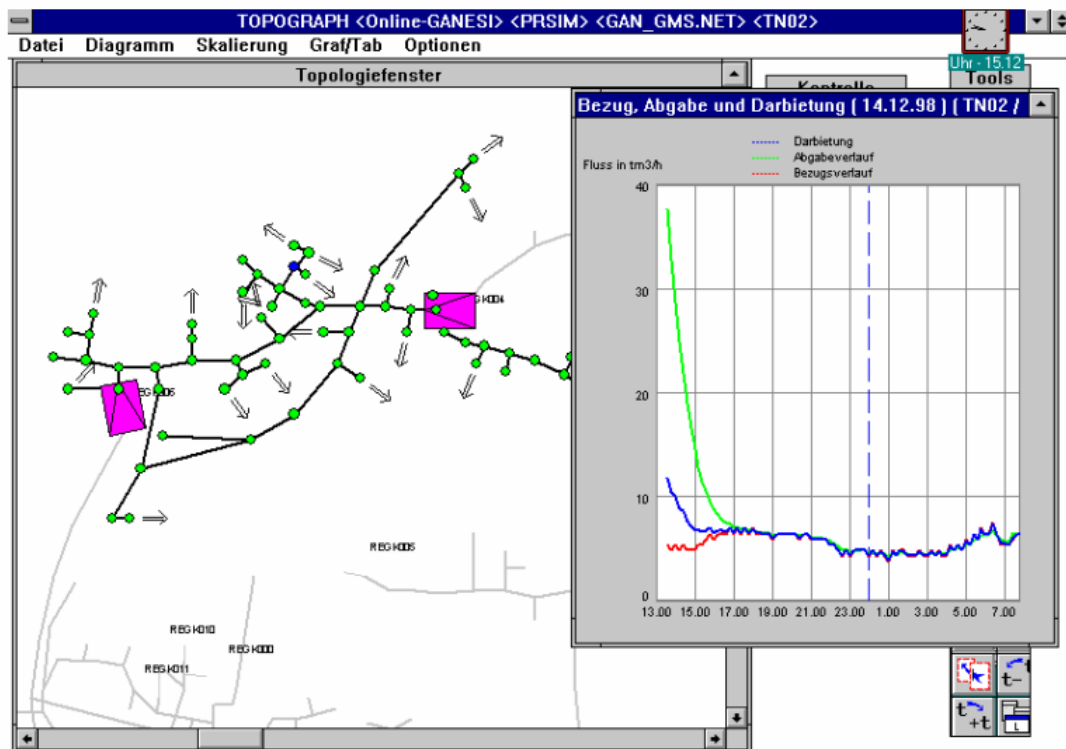 TOPOGRAPH <Online-GANESI> <PRSIM> <GAN_GMS.NET> <TN02>
Datei Diagramm Skalierung Graf/Tab Optionen
Uhr - 15.12
Topologiefenster
Kontrolle
Tools
Bezug, Abgabe und Darbietung ( 14.12.98 ) ( TN02 /
Darbietung
Abgabeverlauf
Bezugsverlauf
Fluss in tm3/h
40
30
20
10
0
13.00 15.00 17.00 19.00 21.00 23.00 1.00 3.00 5.00 7.00
REGK005
REGK010
REGK000
REGK011
t-
t+t
L